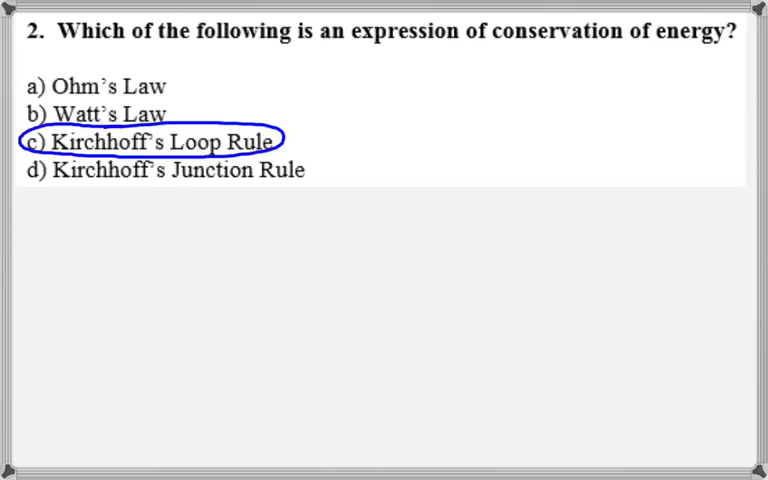 2. Which of the following is an expression of conservation of energy?
a) Ohm's Law
b) Watt's Law
c) Kirchhoff's Loop Rule
d) Kirchhoff's Junction Rule